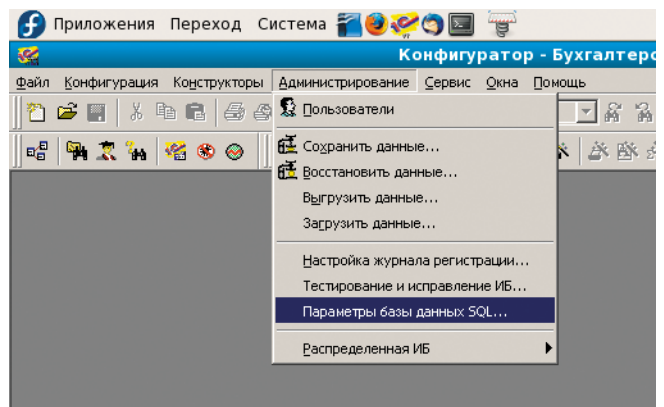 Приложения Переход Система
Конфигуратор - Бухгалтерс
Файл Конфигурация Конструкторы Администрирование Сервис Окна Помощь
Пользователи
Сохранить данные...
Восстановить данные...
Выгрузить данные...
Загрузить данные...
Настройка журнала регистрации...
Тестирование и исправление ИБ...
Параметры базы данных SQL...
Распределенная ИБ